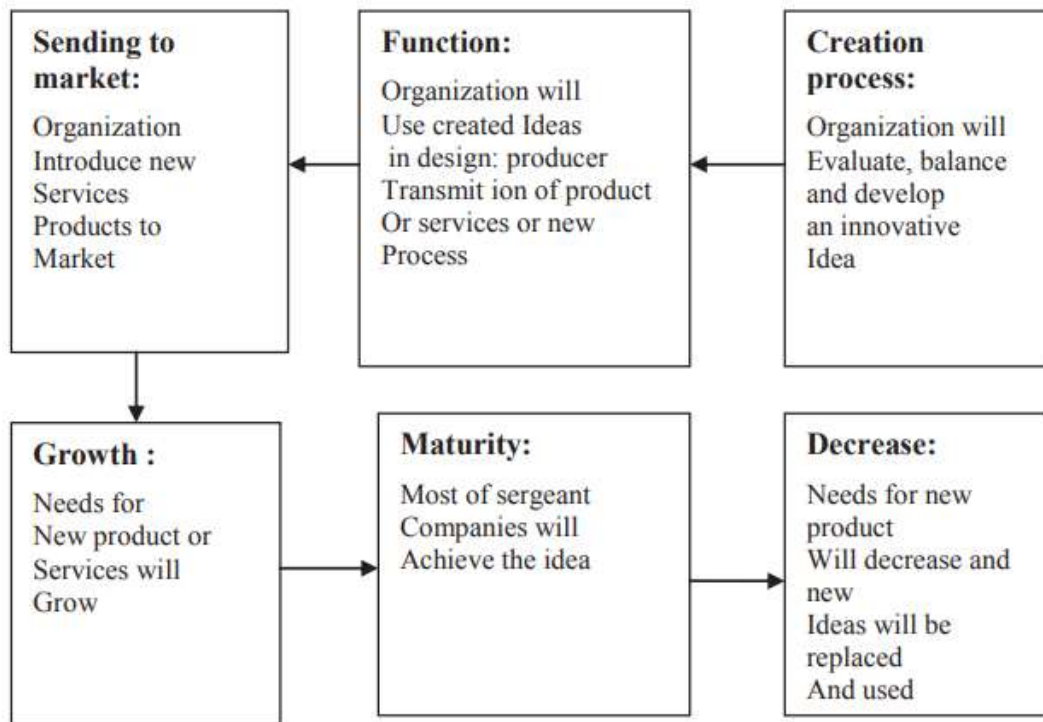 Sending to
market:
Organization
Introduce new
Services
Products to
Market
Function:
Organization will
Use created Ideas
in design: producer
Transmit ion of product
Or services or new
Process
Creation
process:
Organization will
Evaluate, balance
and develop
an innovative
Idea
Growth :
Needs for
New product or
Services will
Grow
Maturity:
Most of sergeant
Companies will
Achieve the idea
Decrease:
Needs for new
product
Will decrease and
new
Ideas will be
replaced
And used